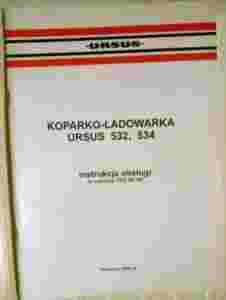 URSUS
KOPARKO-ŁADOWARKA
URSUS 532, 534
instrukcja obsługi